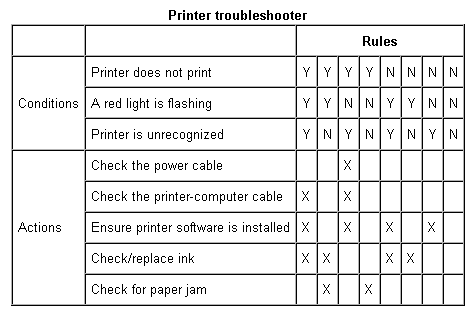 Printer troubleshooter
Rules
Conditions
Printer does not print Y Y Y Y N N N N
A red light is flashing Y Y N N Y Y N N
Printer is unrecognized Y N Y N Y N Y N
Actions
Check the power cable X
Check the printer-computer cable X X
Ensure printer software is installed X X X X
Check/replace ink X X X X
Check for paper jam X X